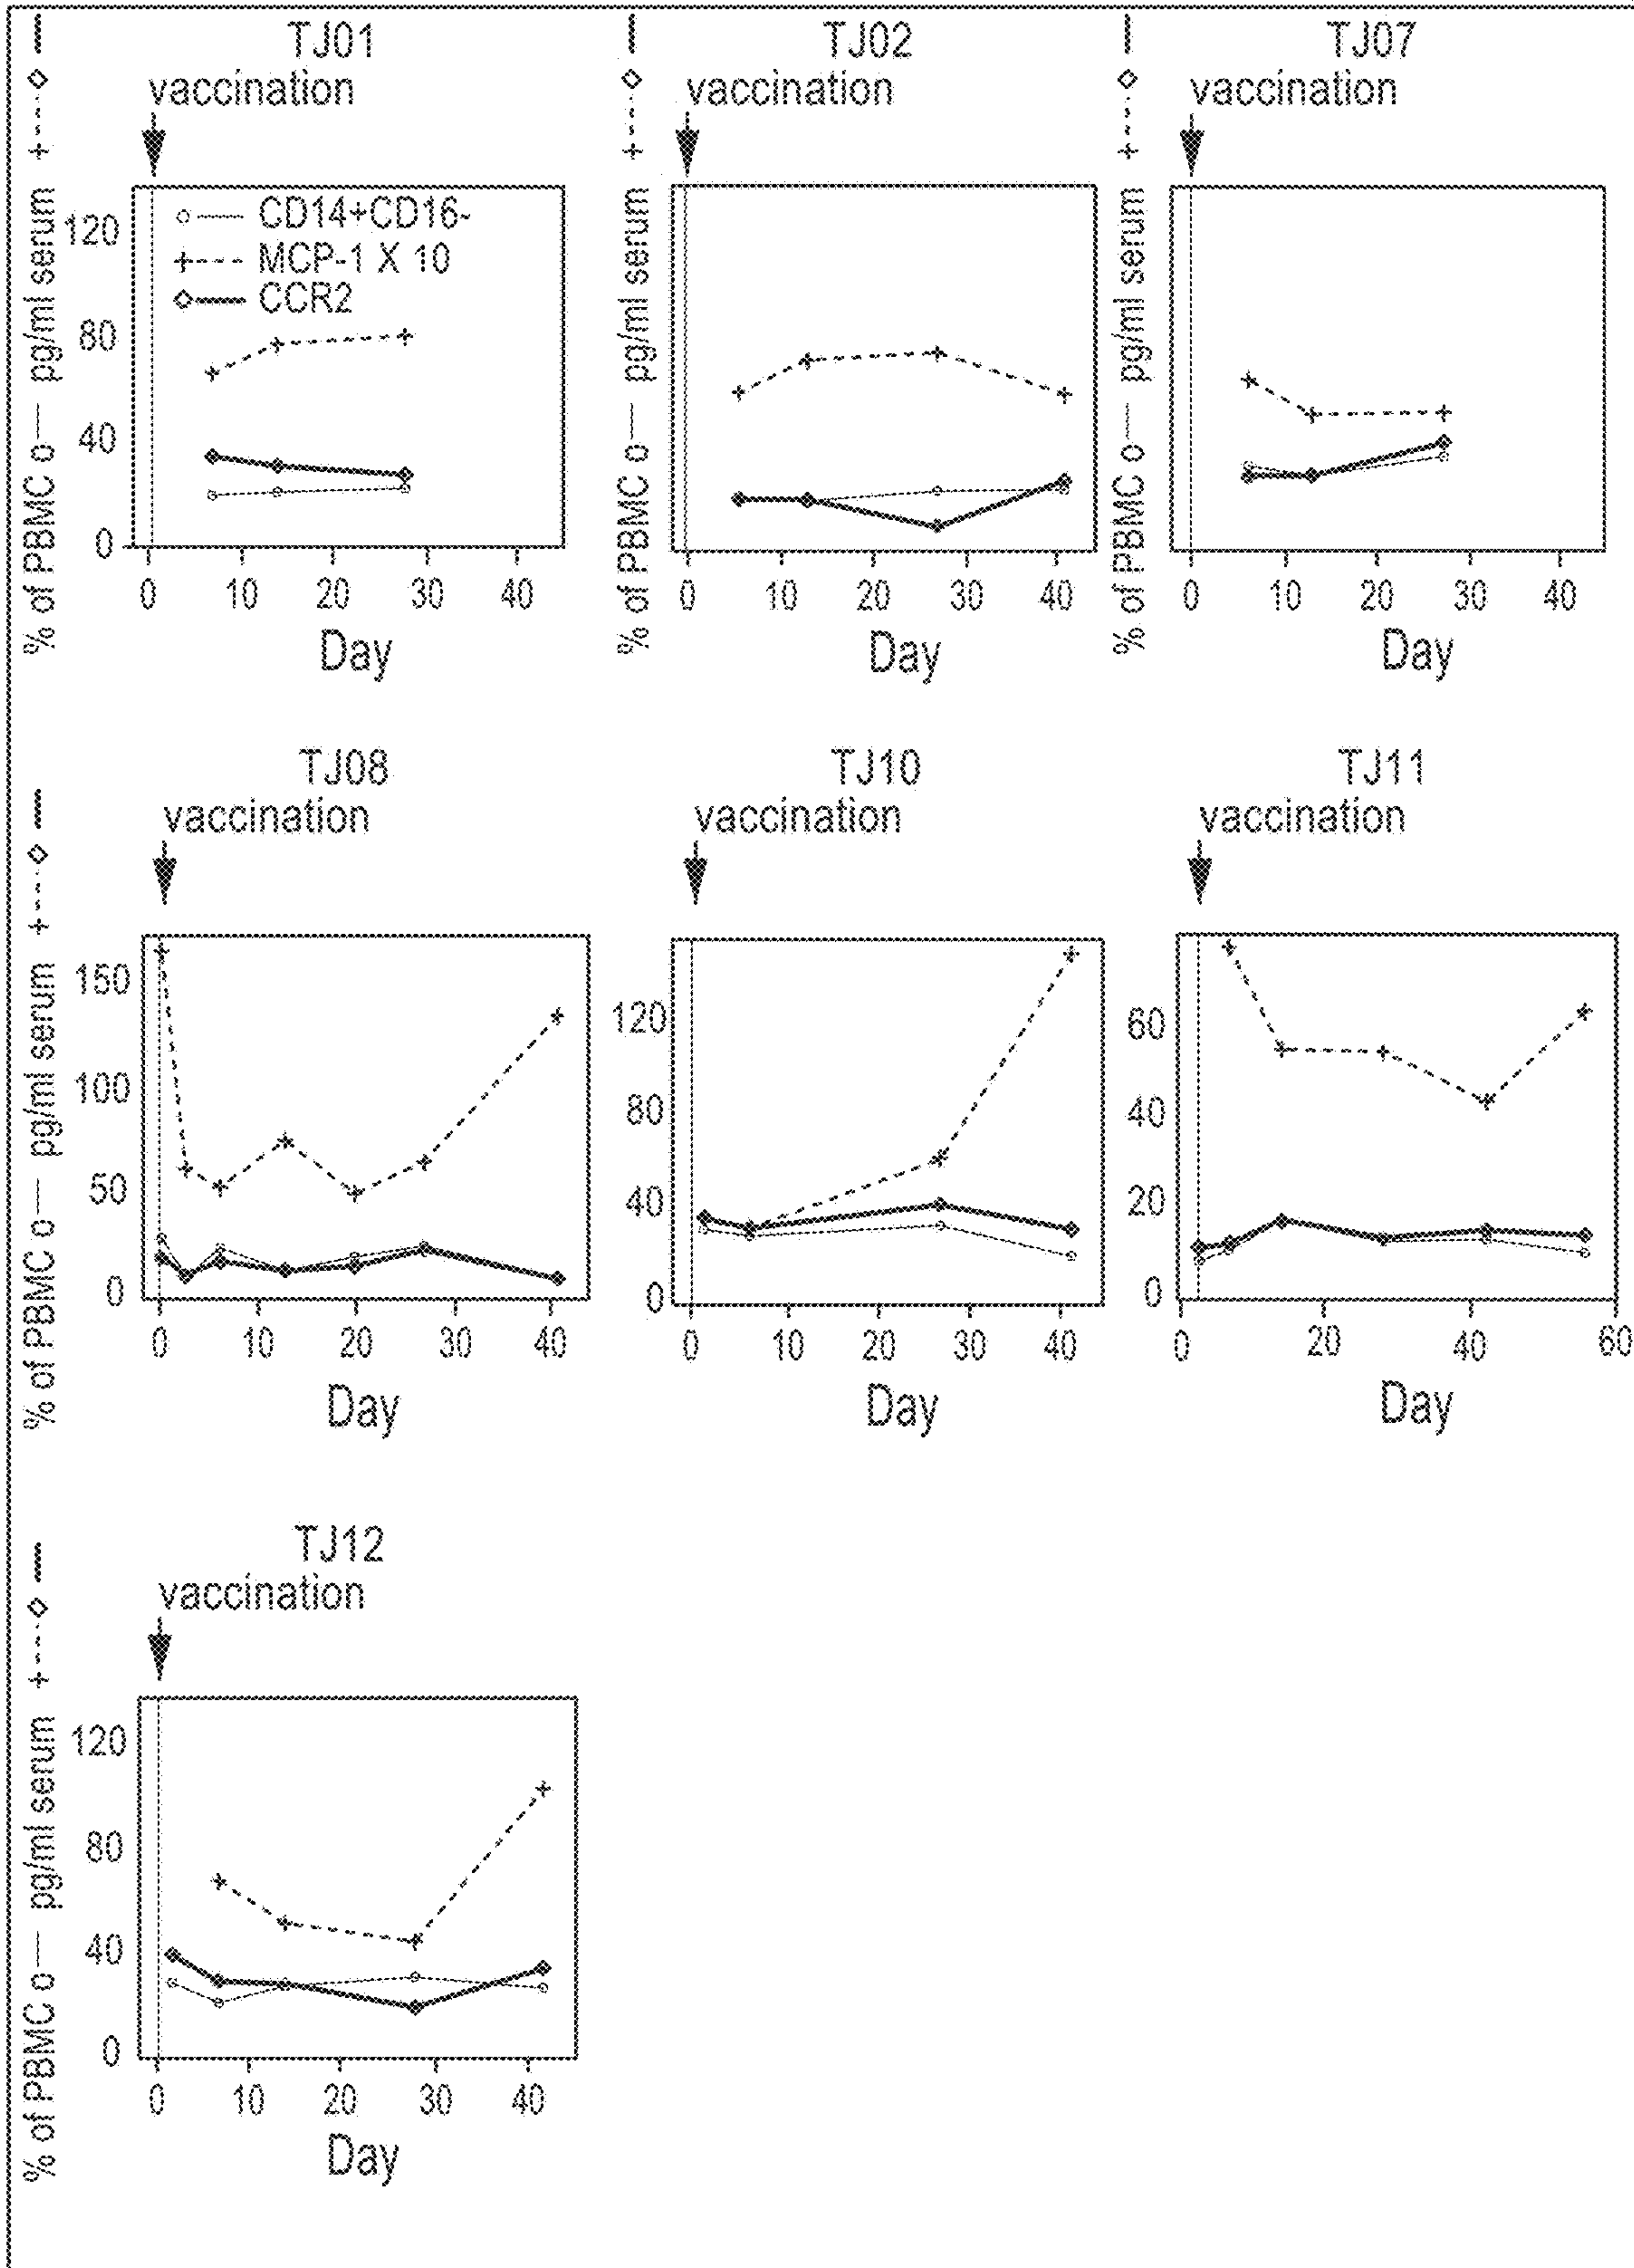 TJ01
vaccination
% of PBMC o— pg/ml serum +----◇ —
120
80
40
0
CD14+CD16-
MCP-1 X 10
CCR2
0 10 20 30 40
Day
TJ02
vaccination
% of PBMC o— pg/ml serum +----◇ —
0 10 20 30 40
Day
TJ07
vaccination
% of PBMC o— pg/ml serum +----◇ —
0 10 20 30 40
Day
TJ08
vaccination
% of PBMC o— pg/ml serum +----◇ —
150
100
50
0
0 10 20 30 40
Day
TJ10
vaccination
120
80
40
0
0 10 20 30 40
Day
TJ11
vaccination
60
40
20
0
0 20 40 60
Day
TJ12
vaccination
% of PBMC o— pg/ml serum +----◇ —
120
80
40
0
0 10 20 30 40
Day